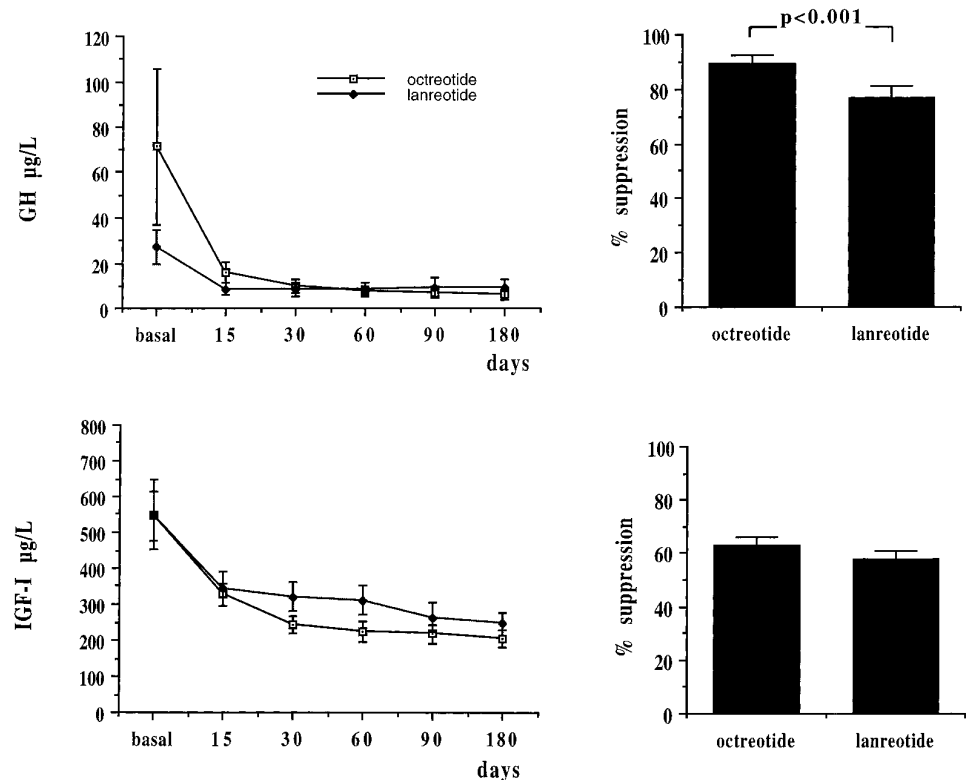 120
100
80
60
40
20
0
GH µg/L
octreotide
lanreotide
basal 15 30 60 90 180
days
p<0.001
100
80
60
40
20
0
% suppression
octreotide lanreotide
800
700
600
500
400
300
200
100
0
IGF-I µg/L
basal 15 30 60 90 180
days
100
80
60
40
20
0
% suppression
octreotide lanreotide